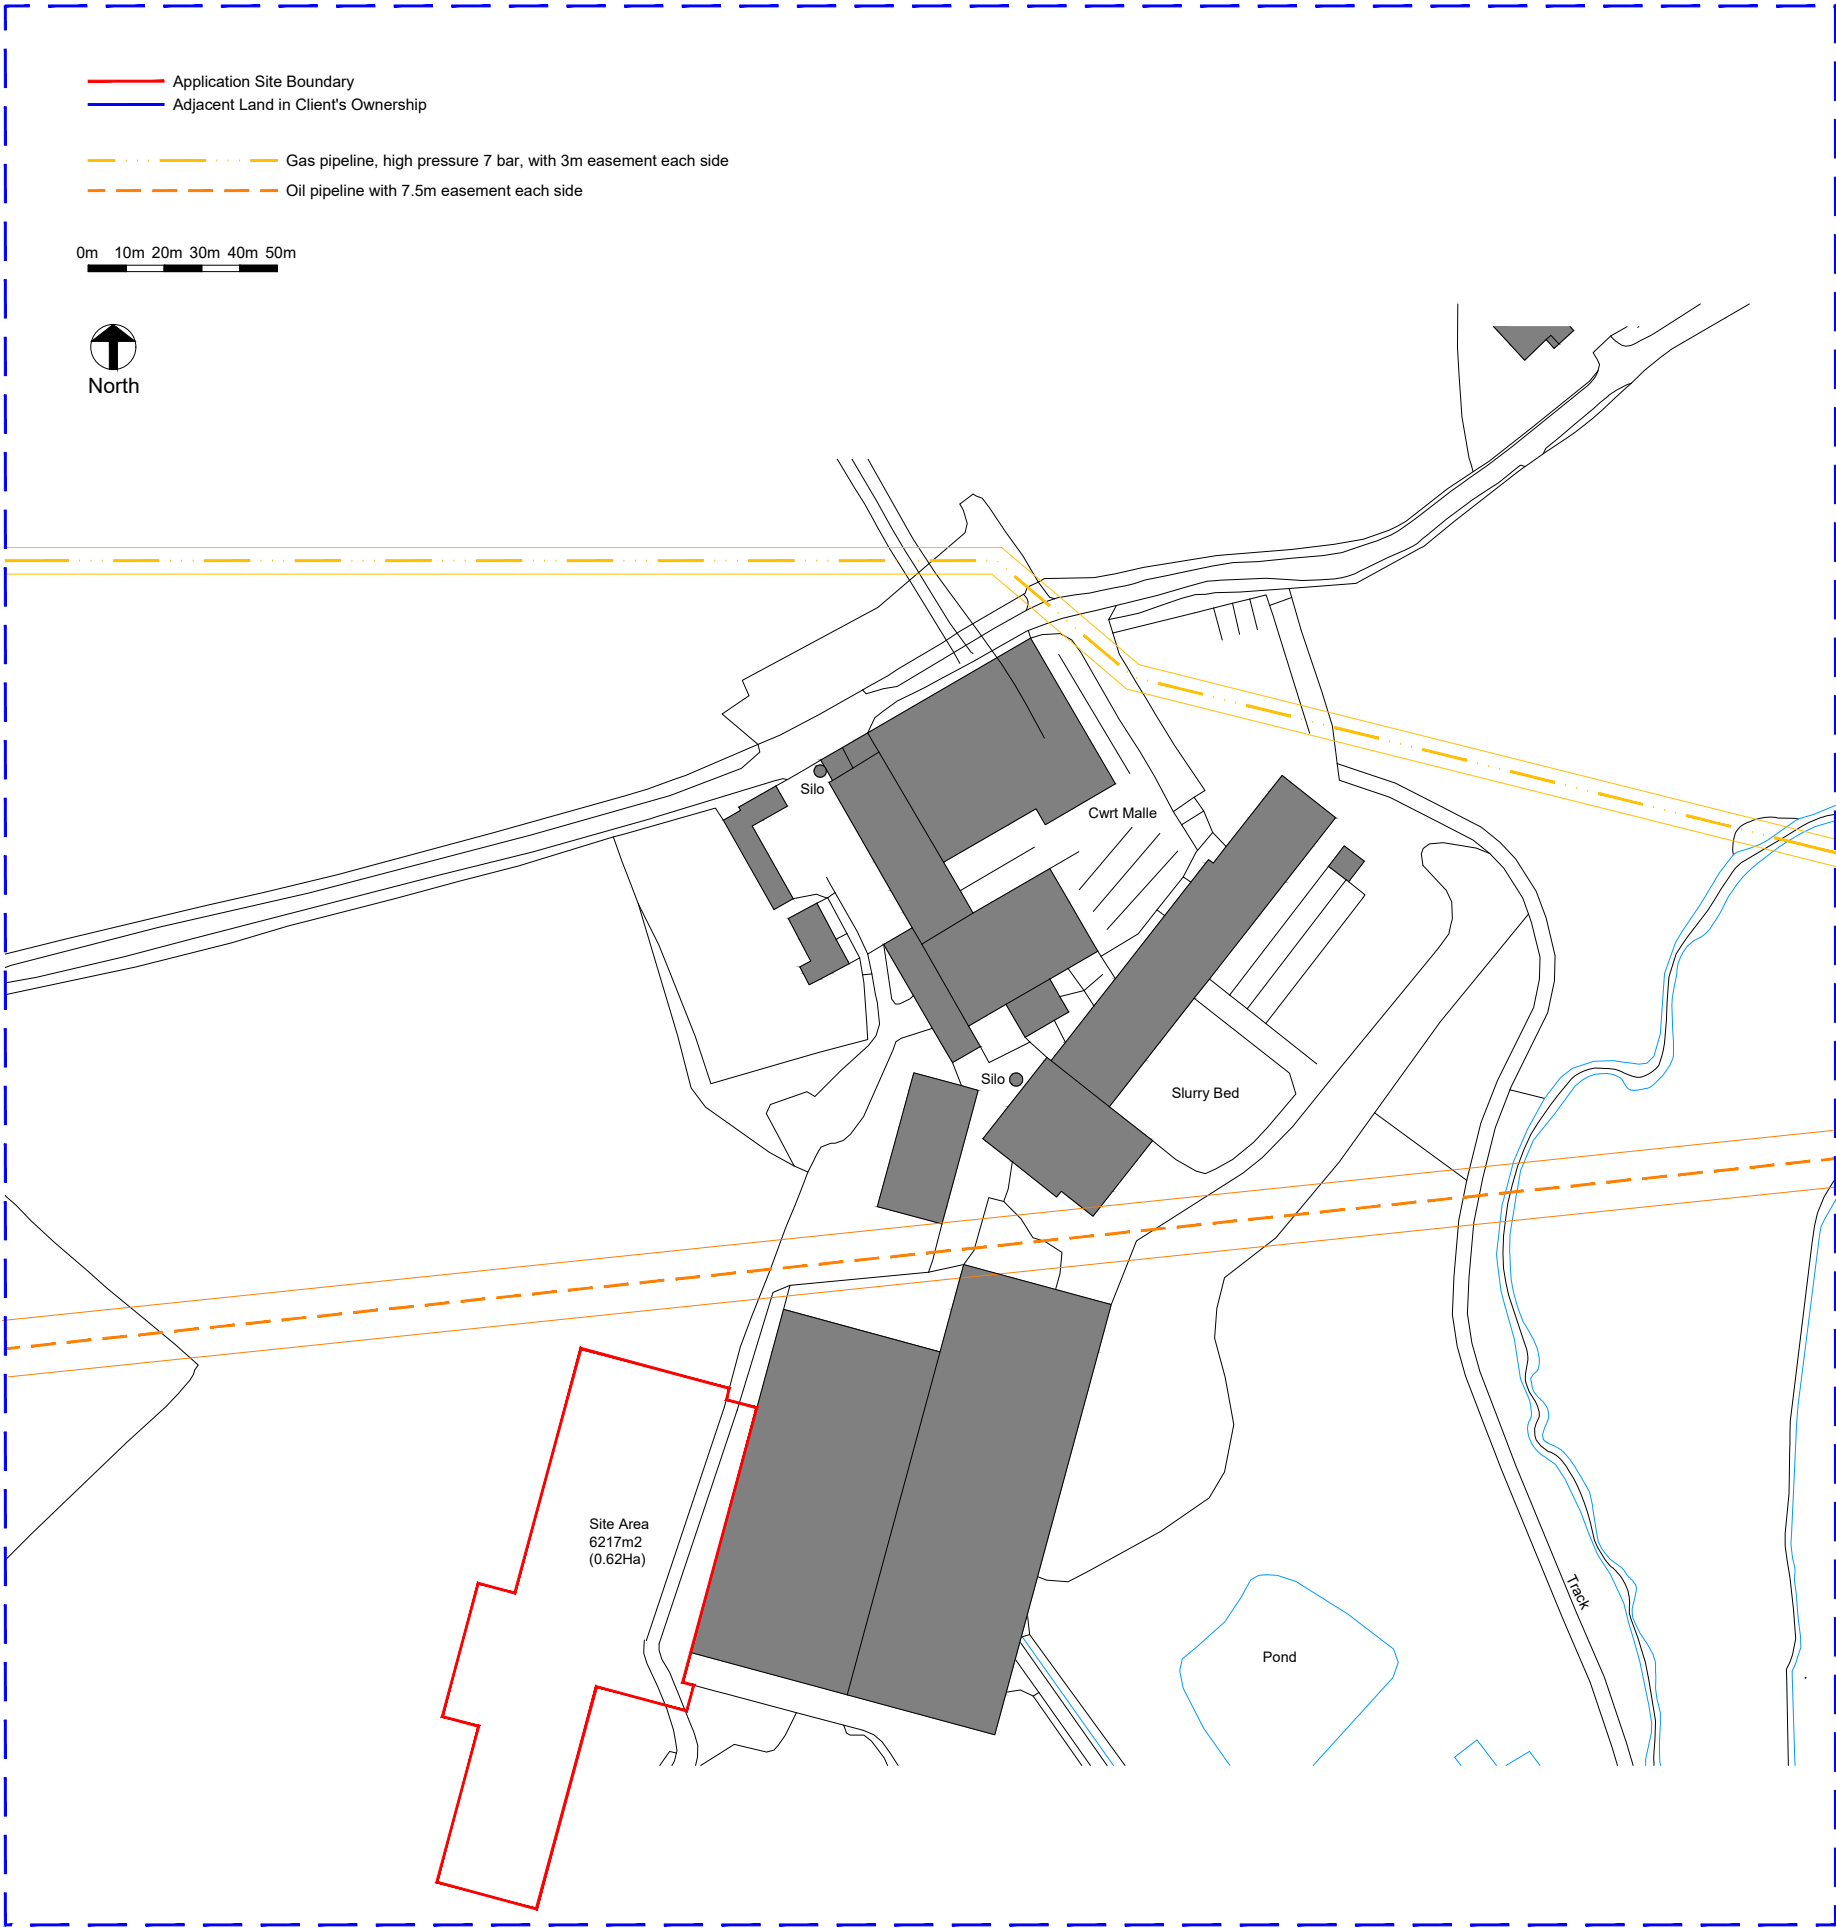 Application Site Boundary
Adjacent Land in Client's Ownership
Gas pipeline, high pressure 7 bar, with 3m easement each side
Oil pipeline with 7.5m easement each side
0m 10m 20m 30m 40m 50m
North
Silo
Cwrt Malle
Silo
Slurry Bed
Site Area
6217m2
(0.62Ha)
Track
Pond